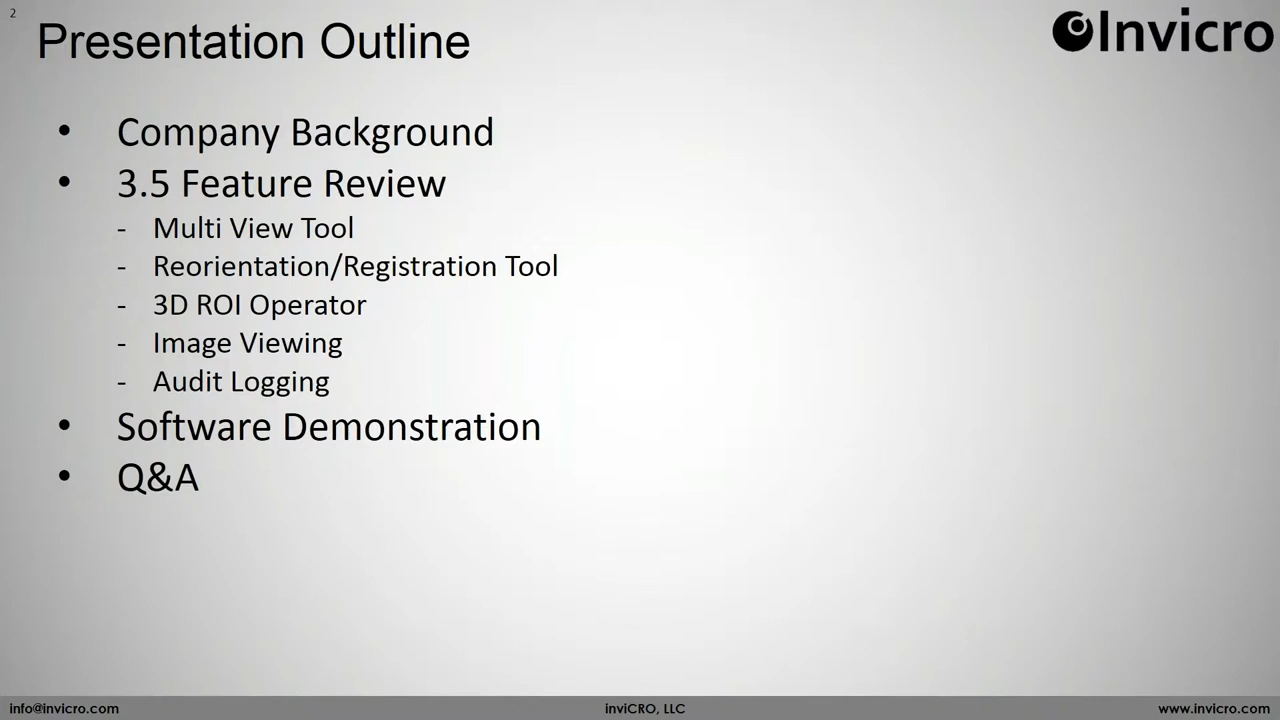 2
Presentation Outline
Invicro
• Company Background
• 3.5 Feature Review
- Multi View Tool
- Reorientation/Registration Tool
- 3D ROI Operator
- Image Viewing
- Audit Logging
• Software Demonstration
• Q&A
info@invicro.com
inviCRO, LLC
www.invicro.com